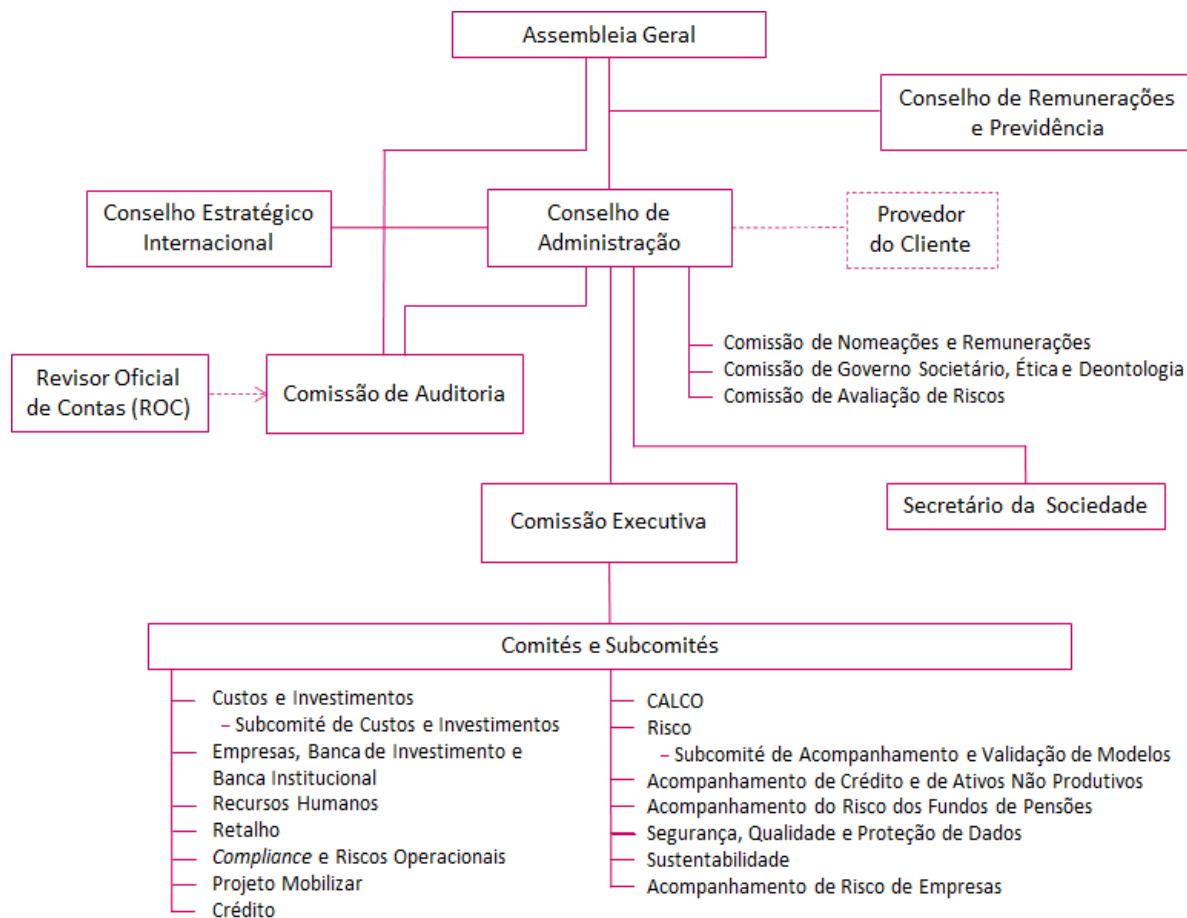 Assembleia Geral
Conselho de Remunerações
e Previdência
Conselho Estratégico
Internacional
Conselho de
Administração
Provedor
do Cliente
Comissão de Nomeações e Remunerações
Comissão de Governo Societário, Ética e Deontologia
Comissão de Avaliação de Riscos
Revisor Oficial
de Contas (ROC)
Comissão de Auditoria
Comissão Executiva
Secretário da Sociedade
Comités e Subcomités
Custos e Investimentos
– Subcomité de Custos e Investimentos
Empresas, Banca de Investimento e
Banca Institucional
Recursos Humanos
Retalho
Compliance e Riscos Operacionais
Projeto Mobilizar
Crédito
CALCO
Risco
– Subcomité de Acompanhamento e Validação de Modelos
Acompanhamento de Crédito e de Ativos Não Produtivos
Acompanhamento do Risco dos Fundos de Pensões
Segurança, Qualidade e Proteção de Dados
Sustentabilidade
Acompanhamento de Risco de Empresas